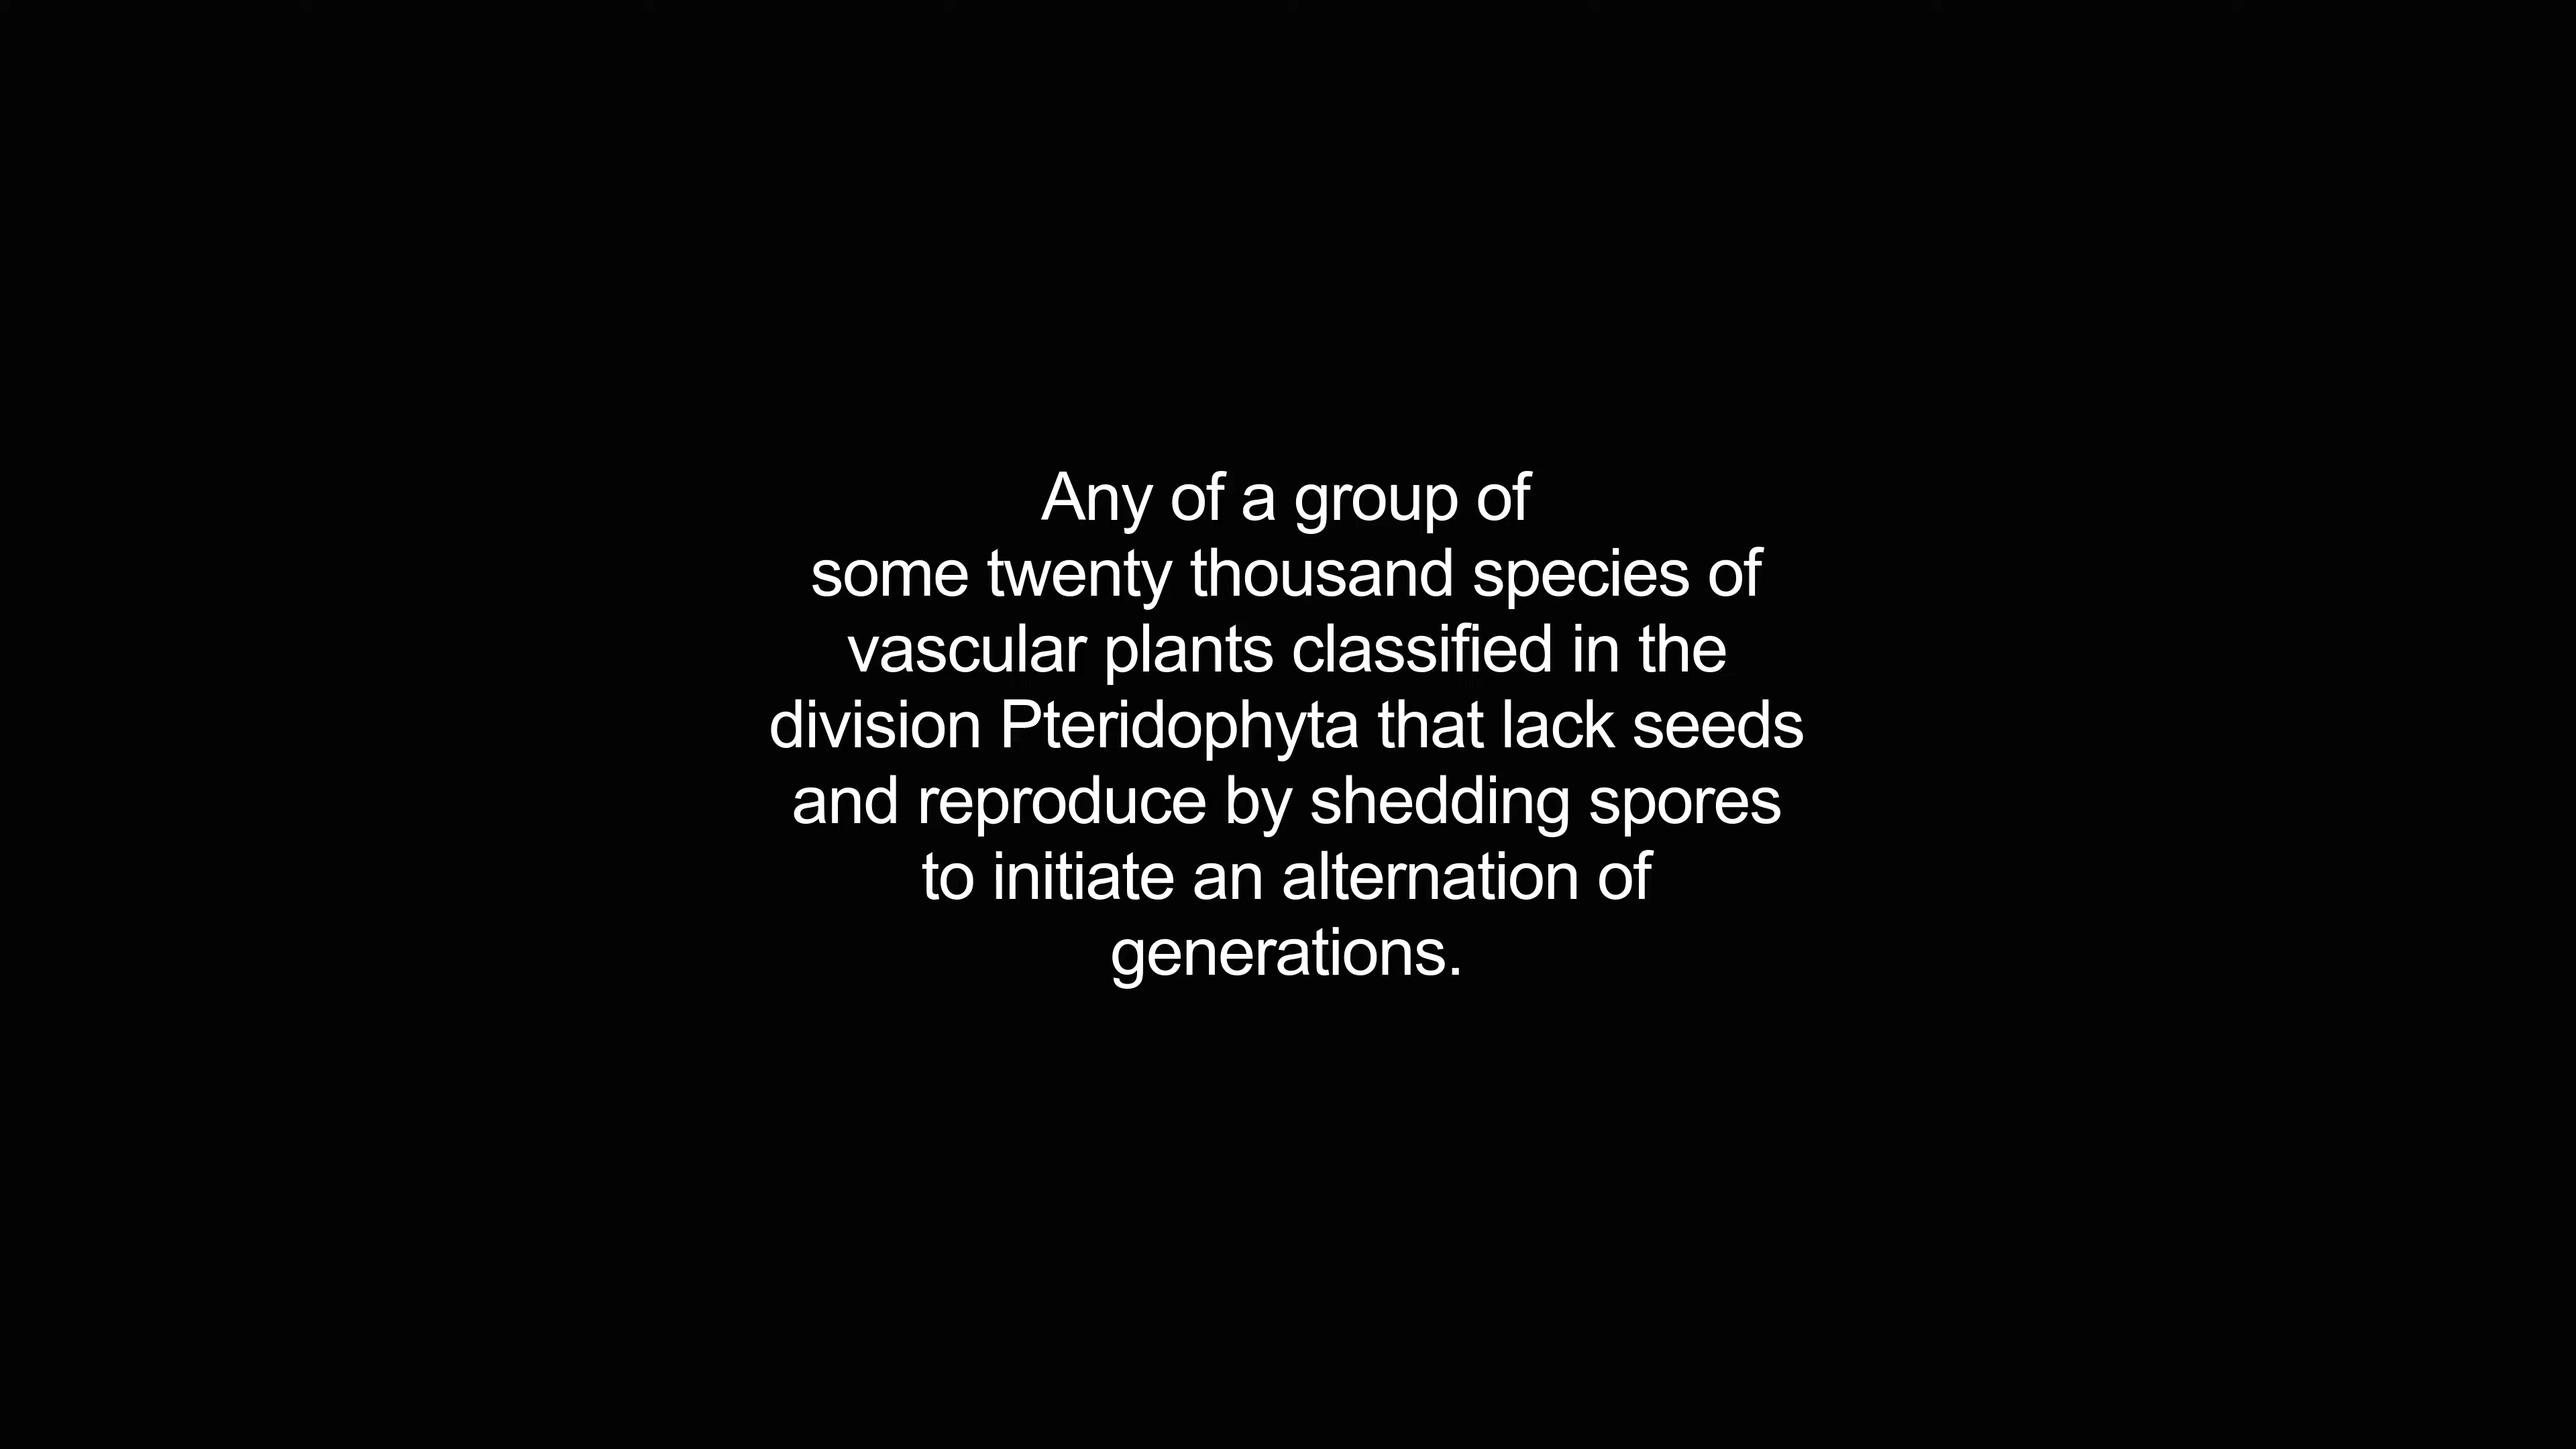 Any of a group of
some twenty thousand species of
vascular plants classified in the
division Pteridophyta that lack seeds
and reproduce by shedding spores
to initiate an alternation of
generations.